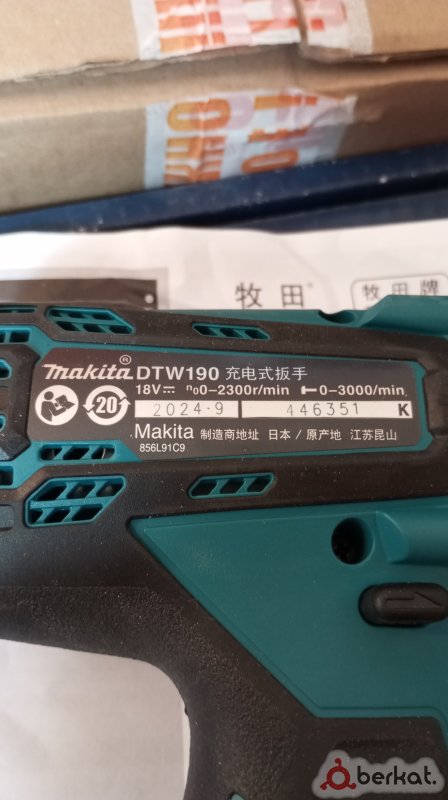 牧田®
牧田牌
makita® DTW190 充电式扳手
18V⎓ n₀0–2300r/min 0–3000/min
20
2024·9 446351 K
Makita 制造商地址 日本 / 原产地 江苏昆山
856L91C9
berkat.